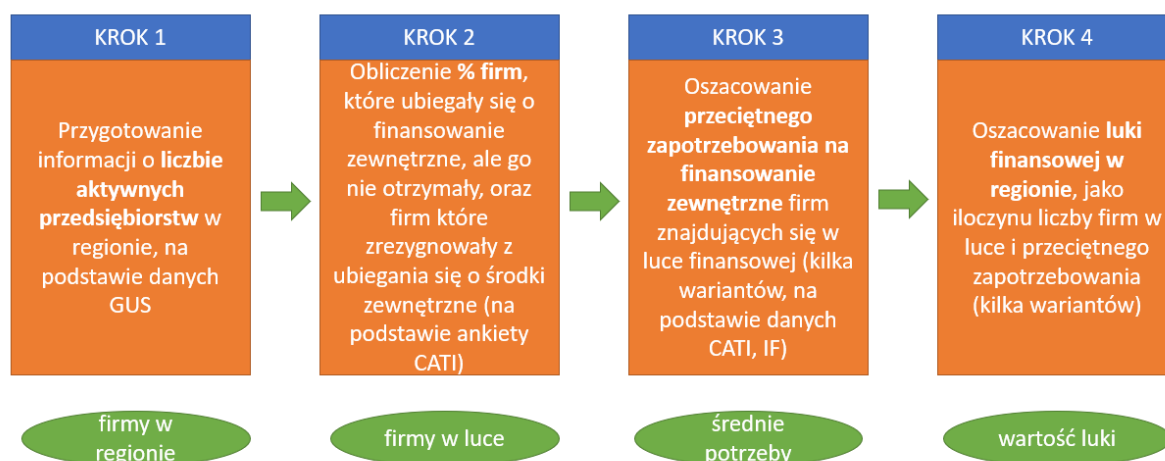 KROK 1
Przygotowanie
informacji o liczbie
aktywnych
przedsiębiorstw w
regionie, na
podstawie danych
GUS
firmy w
regionie
KROK 2
Obliczenie % firm,
które ubiegały się o
finansowanie
zewnętrzne, ale go
nie otrzymały, oraz
firm które
zrezygnowały z
ubiegania się o środki
zewnętrzne (na
podstawie ankiety
CATI)
firmy w luce
KROK 3
Oszacowanie
przeciętnego
zapotrzebowania na
finansowanie
zewnętrzne firm
znajdujących się w
luce finansowej (kilka
wariantów, na
podstawie danych
CATI, IF)
średnie
potrzeby
KROK 4
Oszacowanie luki
finansowej w
regionie, jako
iloczynu liczby firm w
luce i przeciętnego
zapotrzebowania
(kilka wariantów)
wartość luki